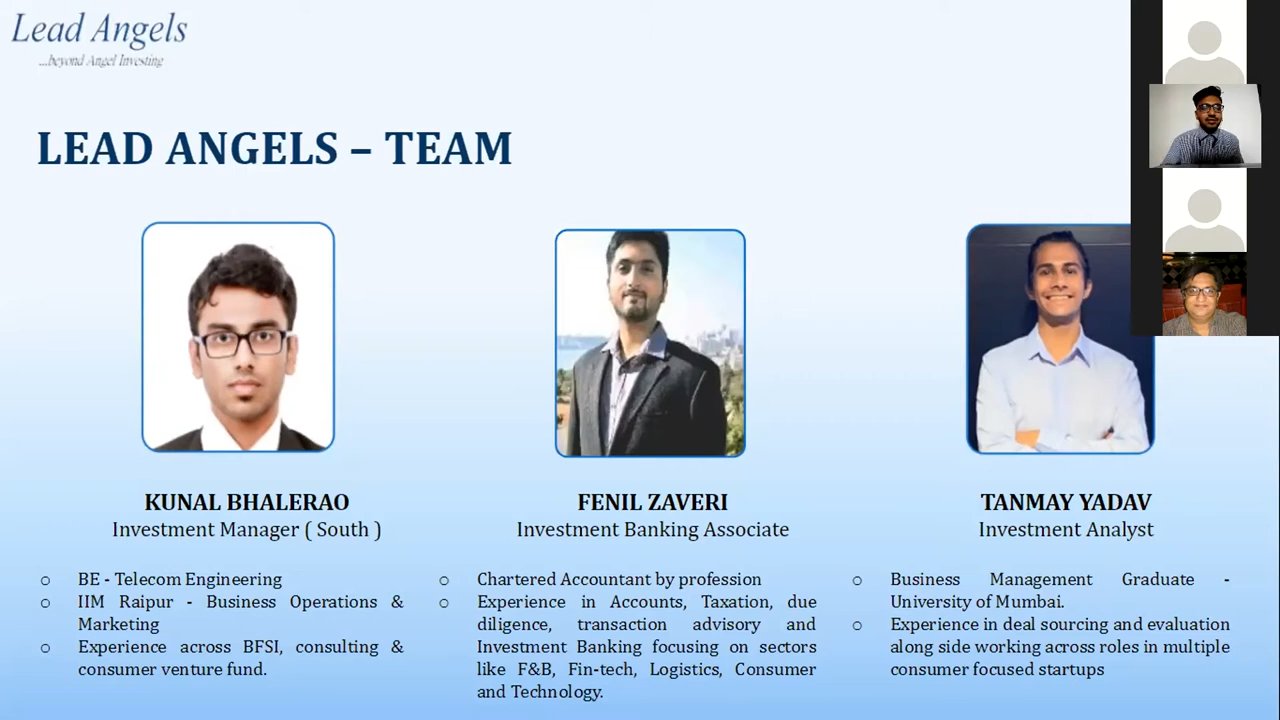 Lead Angels
...beyond Angel Investing
LEAD ANGELS – TEAM
KUNAL BHALERAO
Investment Manager ( South )
○ BE - Telecom Engineering
○ IIM Raipur - Business Operations &
Marketing
○ Experience across BFSI, consulting &
consumer venture fund.
FENIL ZAVERI
Investment Banking Associate
○ Chartered Accountant by profession
○ Experience in Accounts, Taxation, due
diligence, transaction advisory and
Investment Banking focusing on sectors
like F&B, Fin-tech, Logistics, Consumer
and Technology.
TANMAY YADAV
Investment Analyst
○ Business Management Graduate -
University of Mumbai.
○ Experience in deal sourcing and evaluation
along side working across roles in multiple
consumer focused startups